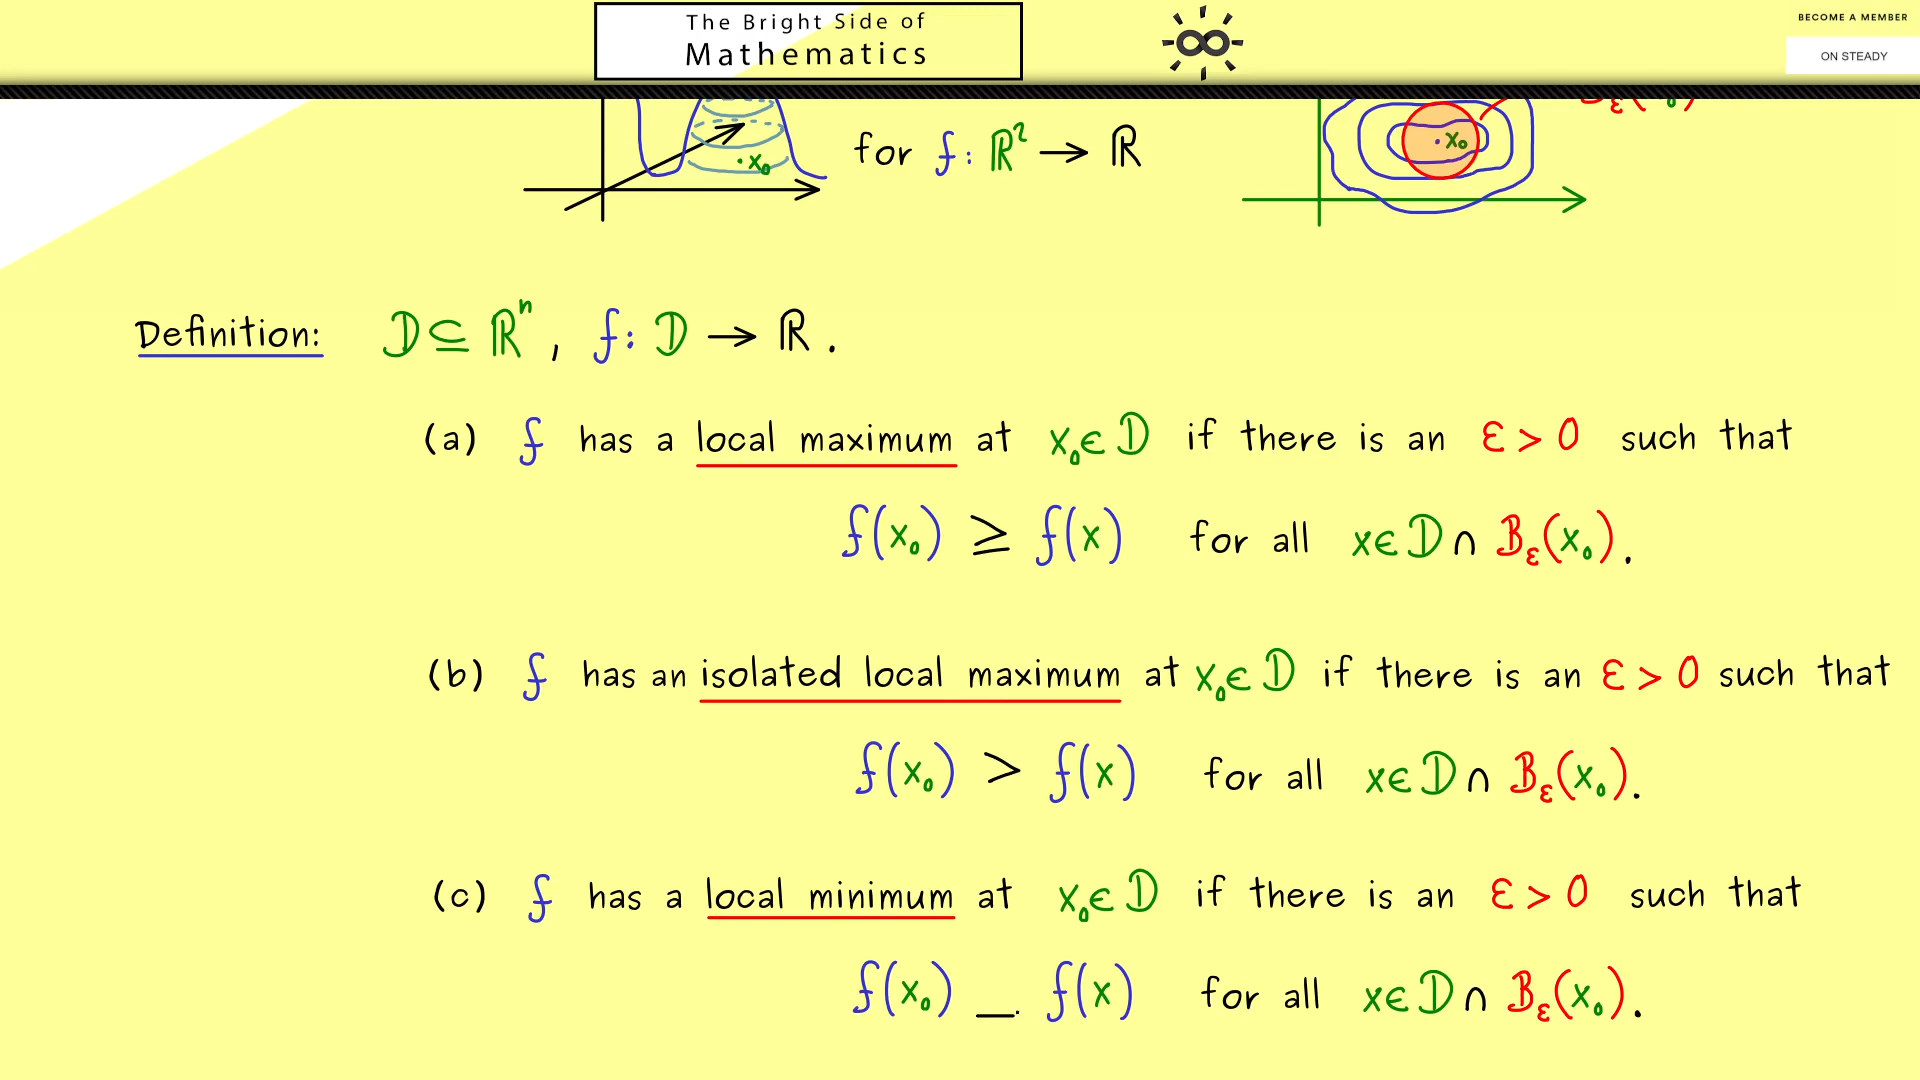 The Bright Side of
Mathematics
BECOME A MEMBER
ON STEADY
x₀
for f: ℝ² → ℝ
x₀
Definition: D ⊆ ℝⁿ , f: D → ℝ .
(a) f has a local maximum at x₀∈D if there is an ε > 0 such that
f(x₀) ≥ f(x) for all x∈D∩B_ε(x₀).
(b) f has an isolated local maximum at x₀∈D if there is an ε > 0 such that
f(x₀) > f(x) for all x∈D∩B_ε(x₀).
(c) f has a local minimum at x₀∈D if there is an ε > 0 such that
f(x₀) _ f(x) for all x∈D∩B_ε(x₀).